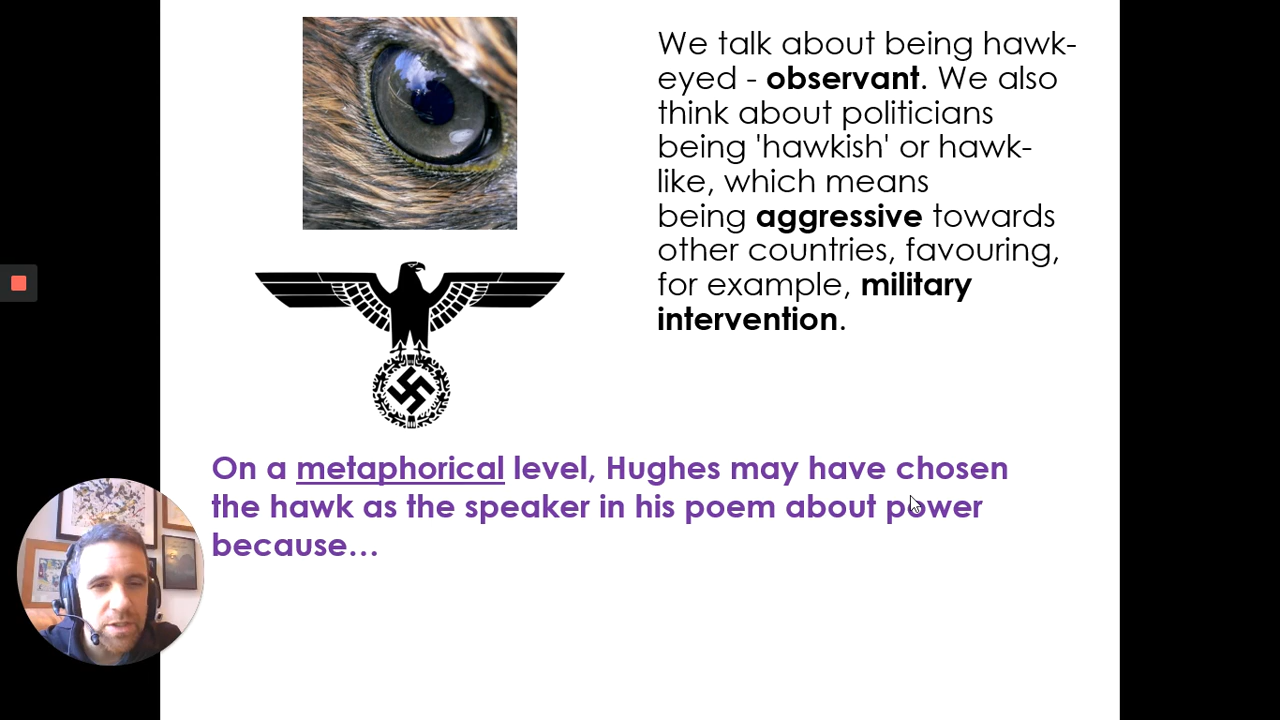 We talk about being hawk-
eyed - observant. We also
think about politicians
being 'hawkish' or hawk-
like, which means
being aggressive towards
other countries, favouring,
for example, military
intervention.
On a metaphorical level, Hughes may have chosen
the hawk as the speaker in his poem about power
because…